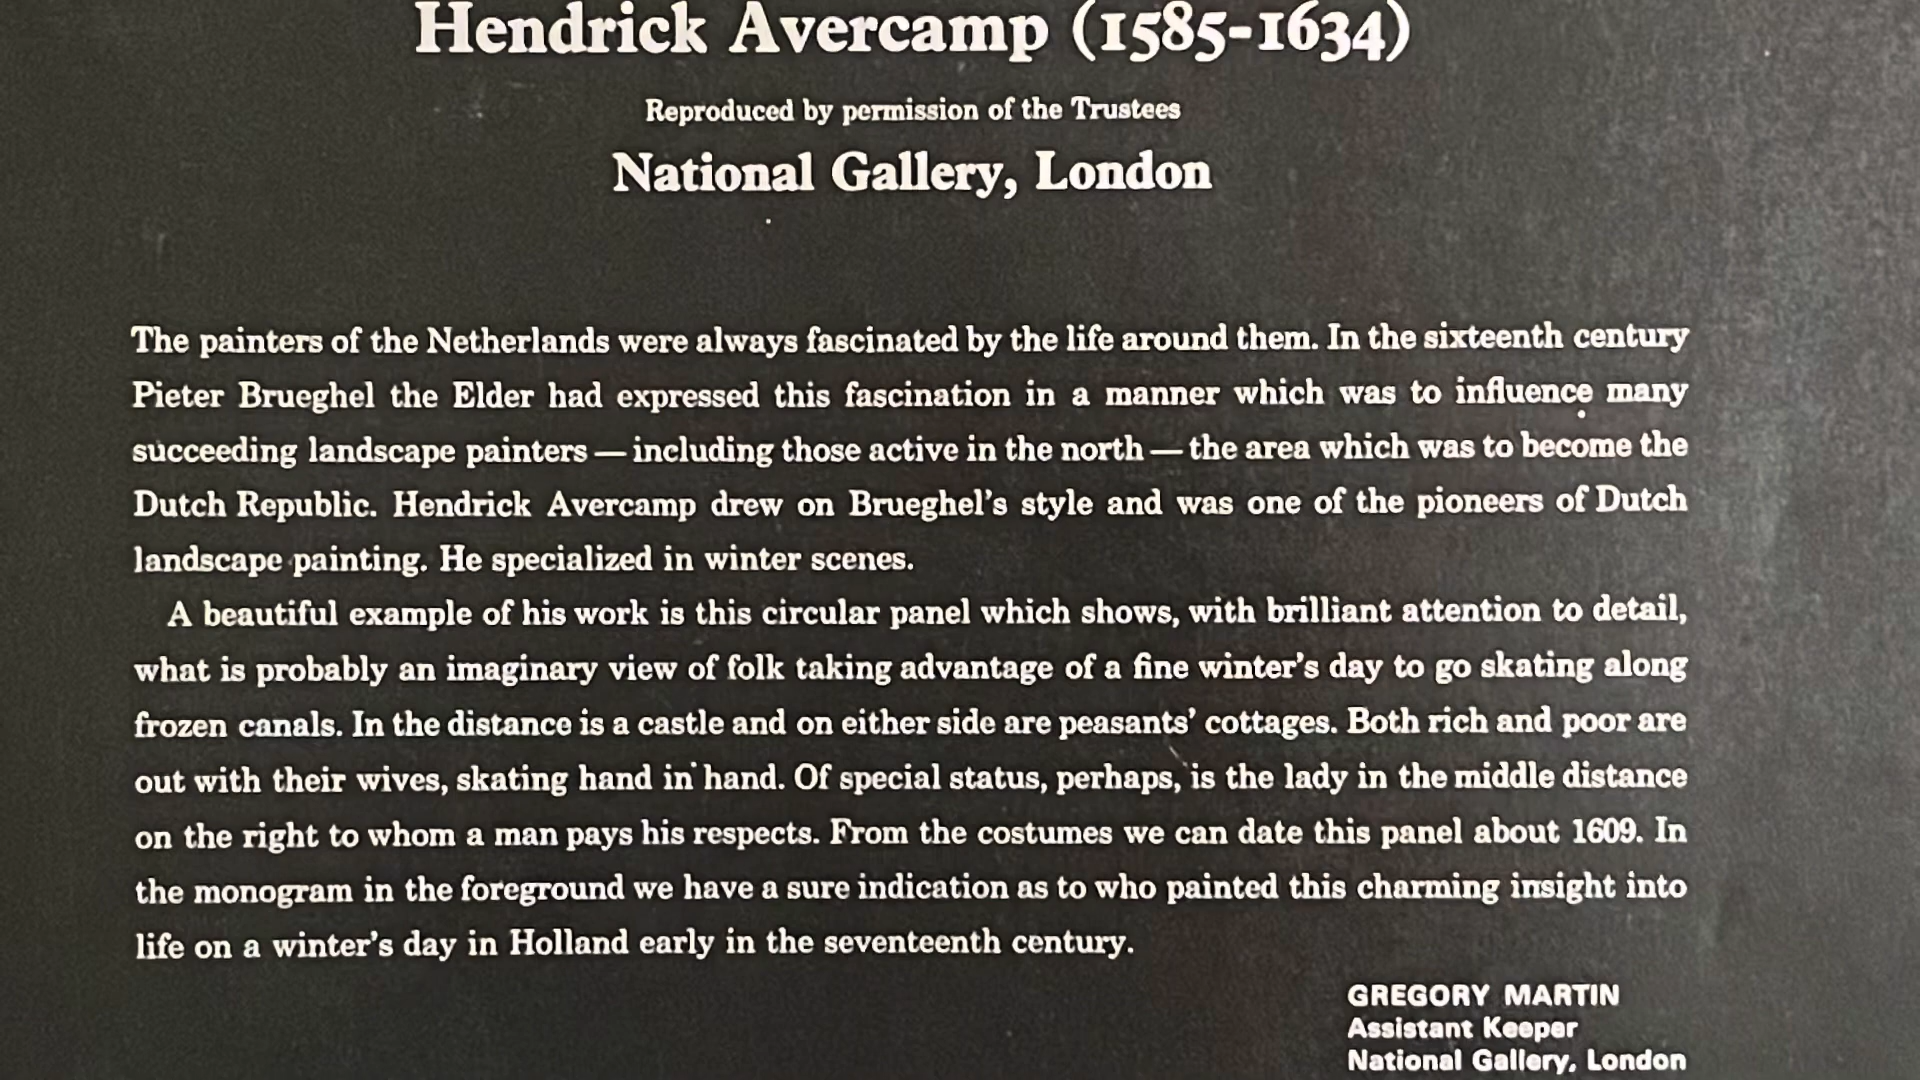 Hendrick Avercamp (1585-1634)
Reproduced by permission of the Trustees
National Gallery, London
The painters of the Netherlands were always fascinated by the life around them. In the sixteenth century
Pieter Brueghel the Elder had expressed this fascination in a manner which was to influence many
succeeding landscape painters — including those active in the north — the area which was to become the
Dutch Republic. Hendrick Avercamp drew on Brueghel's style and was one of the pioneers of Dutch
landscape painting. He specialized in winter scenes.
A beautiful example of his work is this circular panel which shows, with brilliant attention to detail,
what is probably an imaginary view of folk taking advantage of a fine winter's day to go skating along
frozen canals. In the distance is a castle and on either side are peasants' cottages. Both rich and poor are
out with their wives, skating hand in hand. Of special status, perhaps, is the lady in the middle distance
on the right to whom a man pays his respects. From the costumes we can date this panel about 1609. In
the monogram in the foreground we have a sure indication as to who painted this charming insight into
life on a winter's day in Holland early in the seventeenth century.
GREGORY MARTIN
Assistant Keeper
National Gallery, London